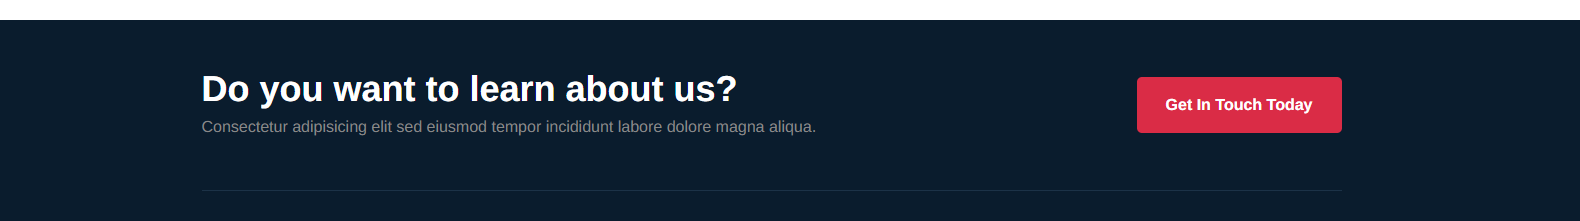 Do you want to learn about us?
Consectetur adipisicing elit sed eiusmod tempor incididunt labore dolore magna aliqua.
Get In Touch Today